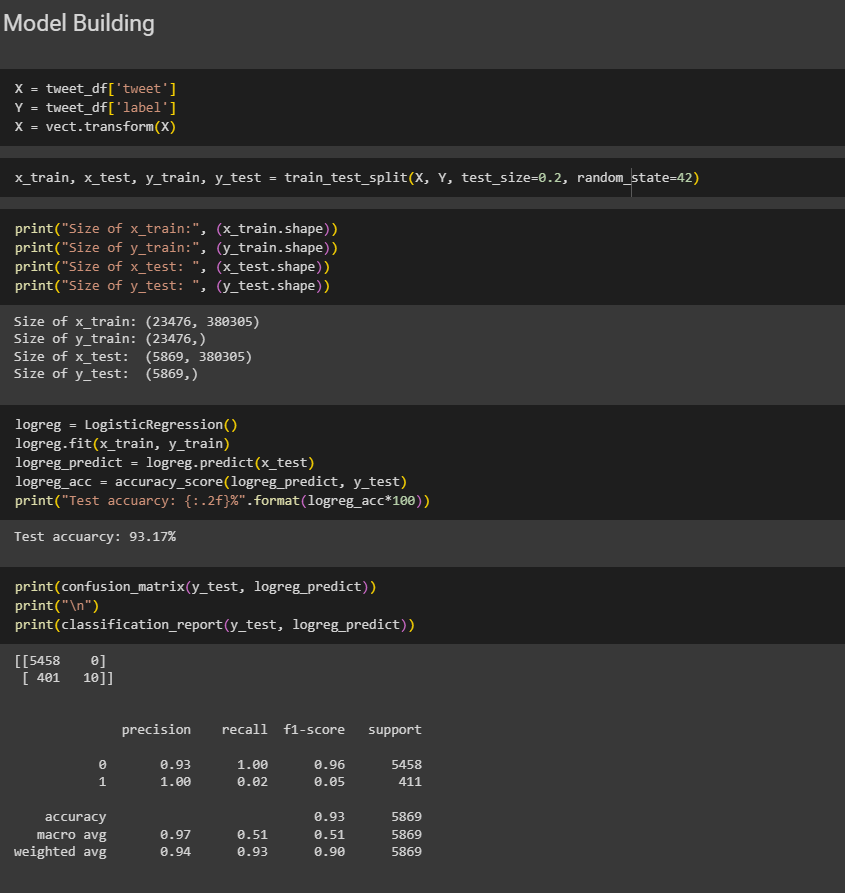 Model Building
X = tweet_df['tweet']
Y = tweet_df['label']
X = vect.transform(X)
x_train, x_test, y_train, y_test = train_test_split(X, Y, test_size=0.2, random_state=42)
print("Size of x_train:", (x_train.shape))
print("Size of y_train:", (y_train.shape))
print("Size of x_test: ", (x_test.shape))
print("Size of y_test: ", (y_test.shape))
Size of x_train: (23476, 380305)
Size of y_train: (23476,)
Size of x_test:  (5869, 380305)
Size of y_test:  (5869,)
logreg = LogisticRegression()
logreg.fit(x_train, y_train)
logreg_predict = logreg.predict(x_test)
logreg_acc = accuracy_score(logreg_predict, y_test)
print("Test accuarcy: {:.2f}%".format(logreg_acc*100))
Test accuarcy: 93.17%
print(confusion_matrix(y_test, logreg_predict))
print("\n")
print(classification_report(y_test, logreg_predict))
[[5458    0]
 [ 401   10]]
precision    recall  f1-score   support
0       0.93      1.00      0.96      5458
1       1.00      0.02      0.05       411
accuracy                           0.93      5869
macro avg       0.97      0.51      0.51      5869
weighted avg       0.94      0.93      0.90      5869